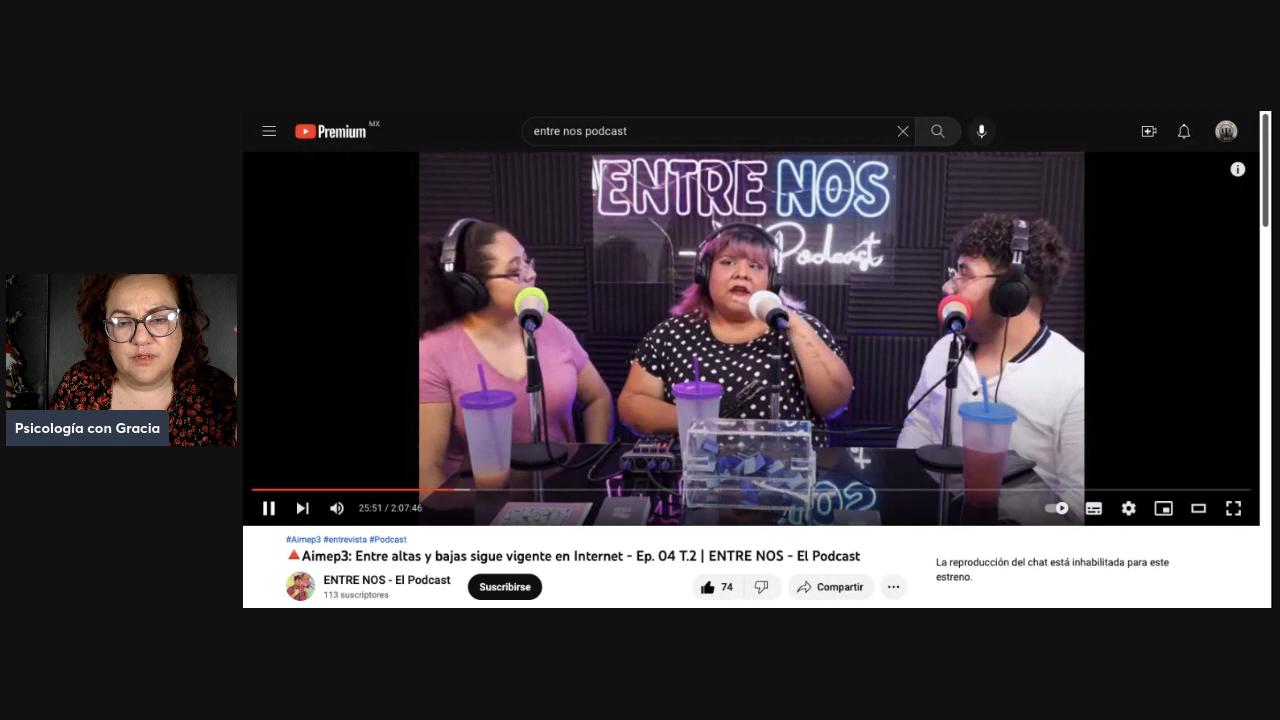 Premium MX
entre nos podcast
ENTRE NOS
Podcast
Psicología con Gracia
25:51 / 2:07:46
#Aimep3 #entrevista #Podcast
🔺Aimep3: Entre altas y bajas sigue vigente en Internet - Ep. 04 T.2 | ENTRE NOS - El Podcast
ENTRE NOS - El Podcast
113 suscriptores
Suscribirse
74
Compartir
La reproducción del chat está inhabilitada para este
estreno.